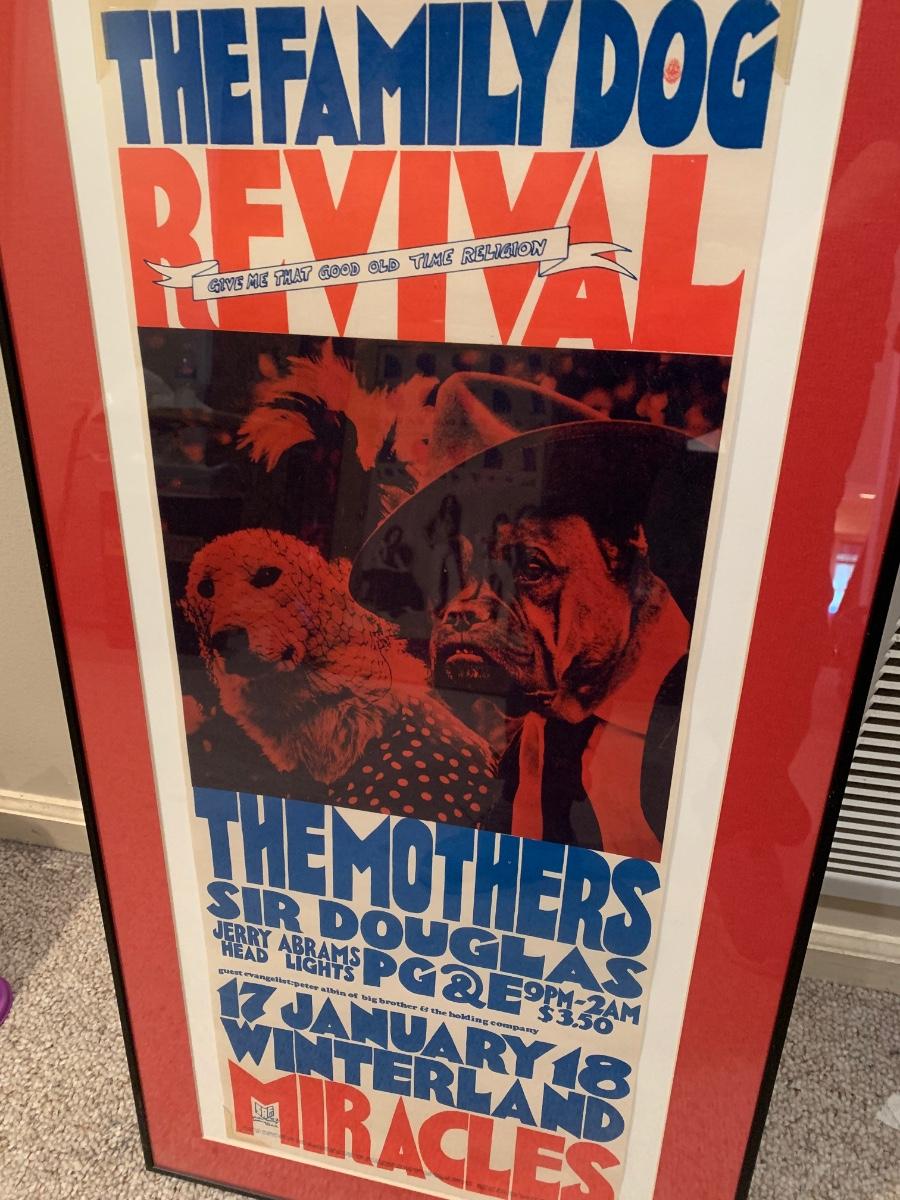 THE FAMILY DOG
REVIVAL
GIVE ME THAT GOOD OLD TIME RELIGION
THE MOTHERS
SIR DOUGLAS
JERRY ABRAMS
HEAD LIGHTS
PG&E
9PM-2AM
$3.50
guest evangelist:peter albin of big brother & the holding company
17 JANUARY 18
WINTERLAND
MIRACLES